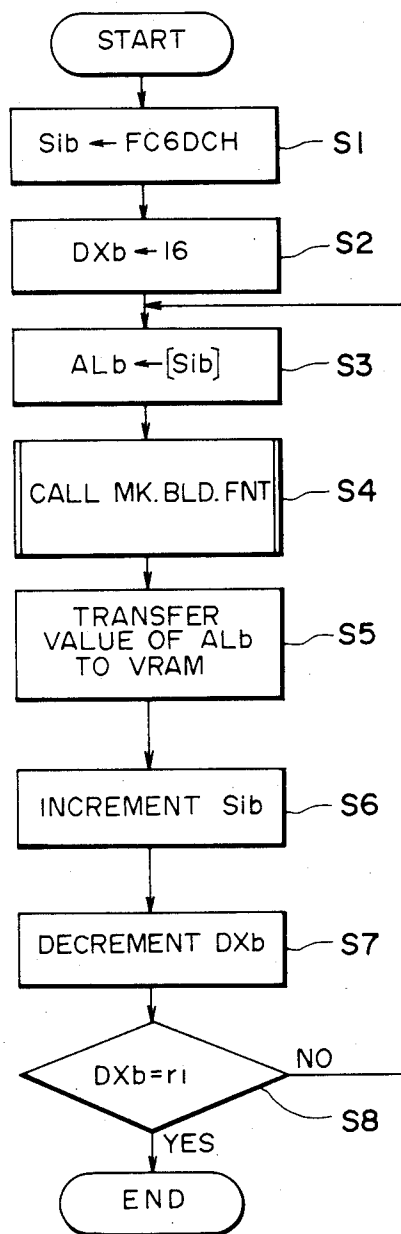 START
Sib ← FC6DCH
S1
DXb ← 16
S2
ALb ← [Sib]
S3
CALL MK.BLD.FNT
S4
TRANSFER
VALUE OF ALb
TO VRAM
S5
INCREMENT Sib
S6
DECREMENT DXb
S7
DXb=r1
NO
S8
YES
END